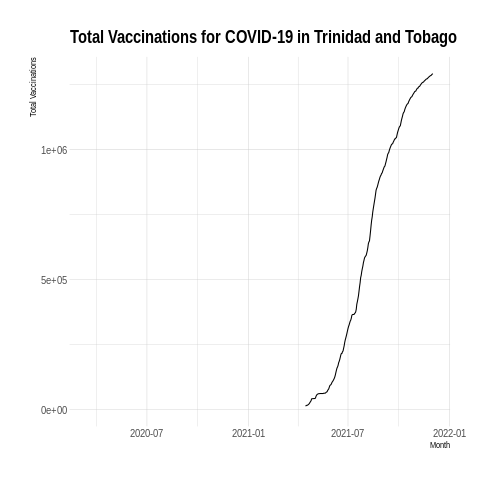 Total Vaccinations for COVID-19 in Trinidad and Tobago
Total Vaccinations
1e+06
5e+05
0e+00
2020-07 2021-01 2021-07 2022-01
Month